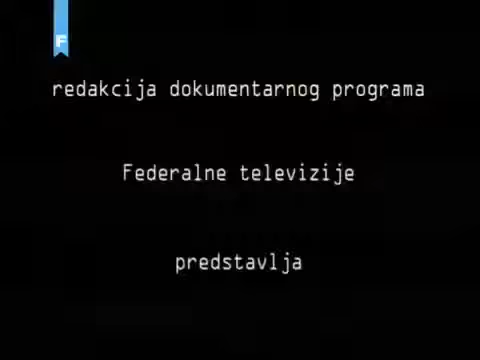 F
redakcija dokumentarnog programa
Federalne televizije
predstavlja